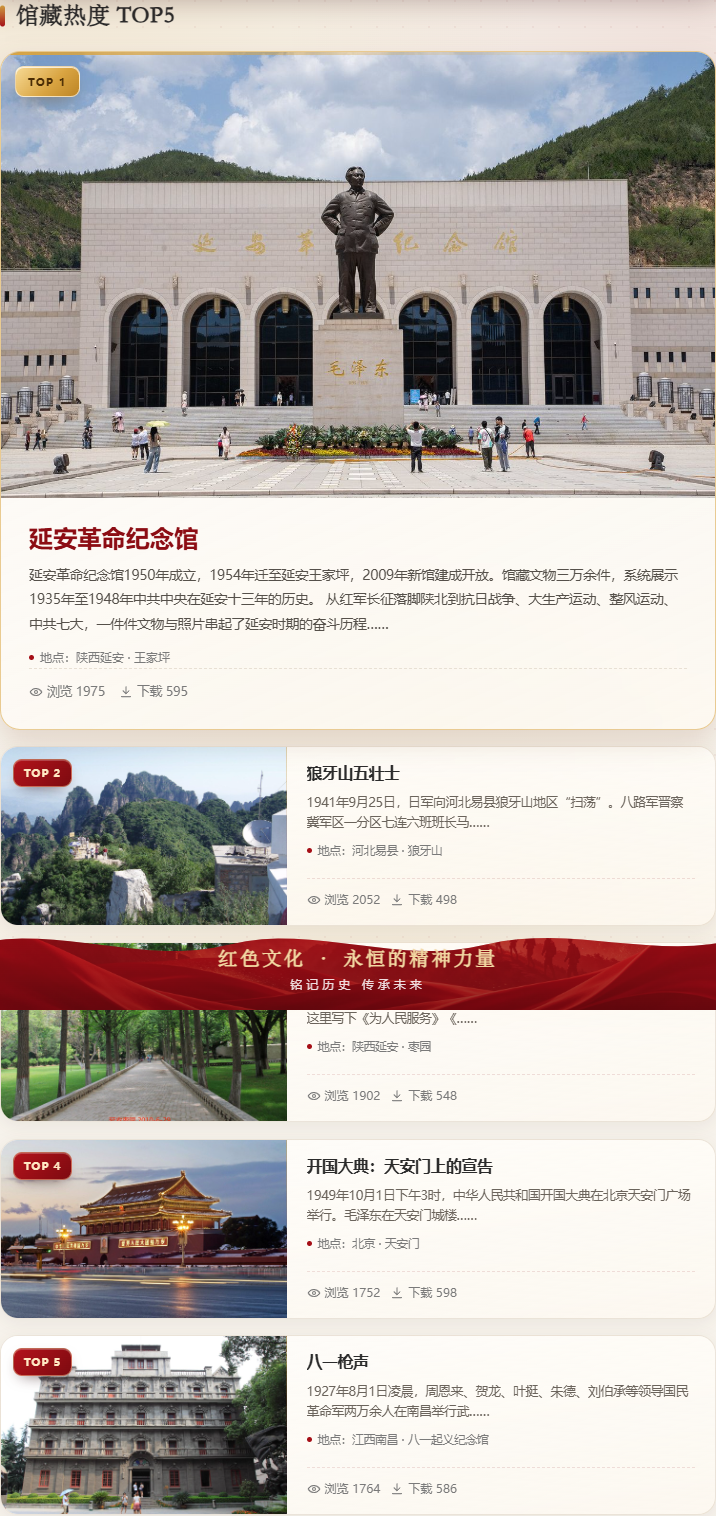 馆藏热度 TOP5
TOP 1
延安革 纪念馆
毛泽东
延安革命纪念馆
延安革命纪念馆1950年成立，1954年迁至延安王家坪，2009年新馆建成开放。馆藏文物三万余件，系统展示
1935年至1948年中共中央在延安十三年的历史。 从红军长征落脚陕北到抗日战争、大生产运动、整风运动、
中共七大，一件件文物与照片串起了延安时期的奋斗历程......
地点：陕西延安 · 王家坪
浏览 1975 下载 595
TOP 2
狼牙山五壮士
1941年9月25日，日军向河北易县狼牙山地区“扫荡”。八路军晋察
冀军区一分区七连六班班长马......
地点：河北易县 · 狼牙山
浏览 2052 下载 498
红色文化 · 永恒的精神力量
铭记历史 传承未来
这里写下《为人民服务》《......
地点：陕西延安 · 枣园
浏览 1902 下载 548
TOP 4
开国大典：天安门上的宣告
1949年10月1日下午3时，中华人民共和国开国大典在北京天安门广场
举行。毛泽东在天安门城楼......
地点：北京 · 天安门
浏览 1752 下载 598
TOP 5
八一枪声
1927年8月1日凌晨，周恩来、贺龙、叶挺、朱德、刘伯承等领导国民
革命军两万余人在南昌举行武......
地点：江西南昌 · 八一起义纪念馆
浏览 1764 下载 586